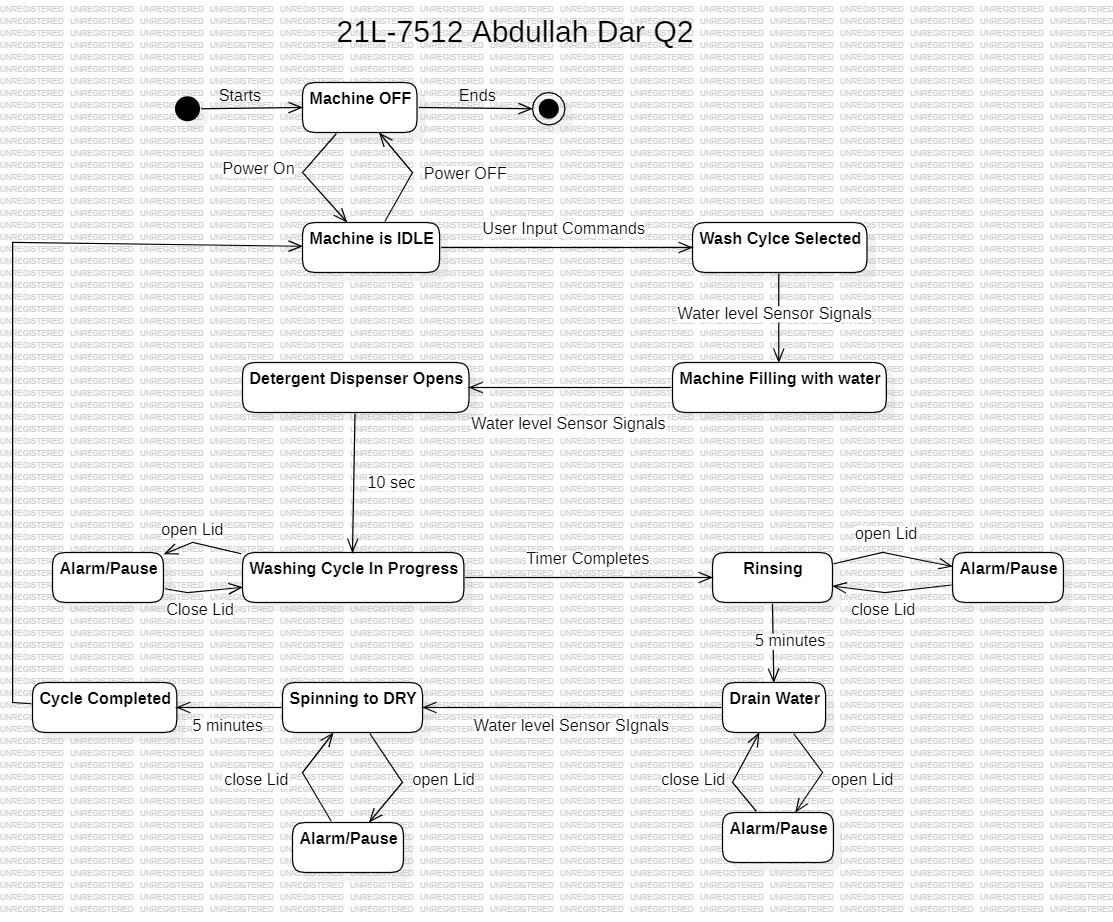 21L-7512 Abdullah Dar Q2
Starts
Machine OFF
Ends
Power On
Power OFF
Machine is IDLE
User Input Commands
Wash Cylce Selected
Water level Sensor Signals
Detergent Dispenser Opens
Machine Filling with water
Water level Sensor Signals
10 sec
open Lid
Alarm/Pause
Close Lid
Washing Cycle In Progress
Timer Completes
Rinsing
open Lid
Alarm/Pause
close Lid
5 minutes
Cycle Completed
5 minutes
Spinning to DRY
Water level Sensor SIgnals
Drain Water
close Lid
open Lid
Alarm/Pause
close Lid
open Lid
Alarm/Pause
UNREGISTERED